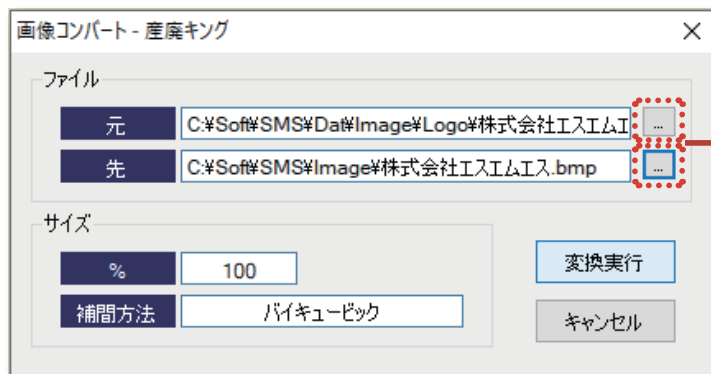 画像コンバート - 産廃キング
ファイル
元 C:¥Soft¥SMS¥Dat¥Image¥Logo¥株式会社エスエムエ ...
先 C:¥Soft¥SMS¥Image¥株式会社エスエムエス.bmp ...
サイズ
% 100
変換実行
補間方法 バイキュービック
キャンセル